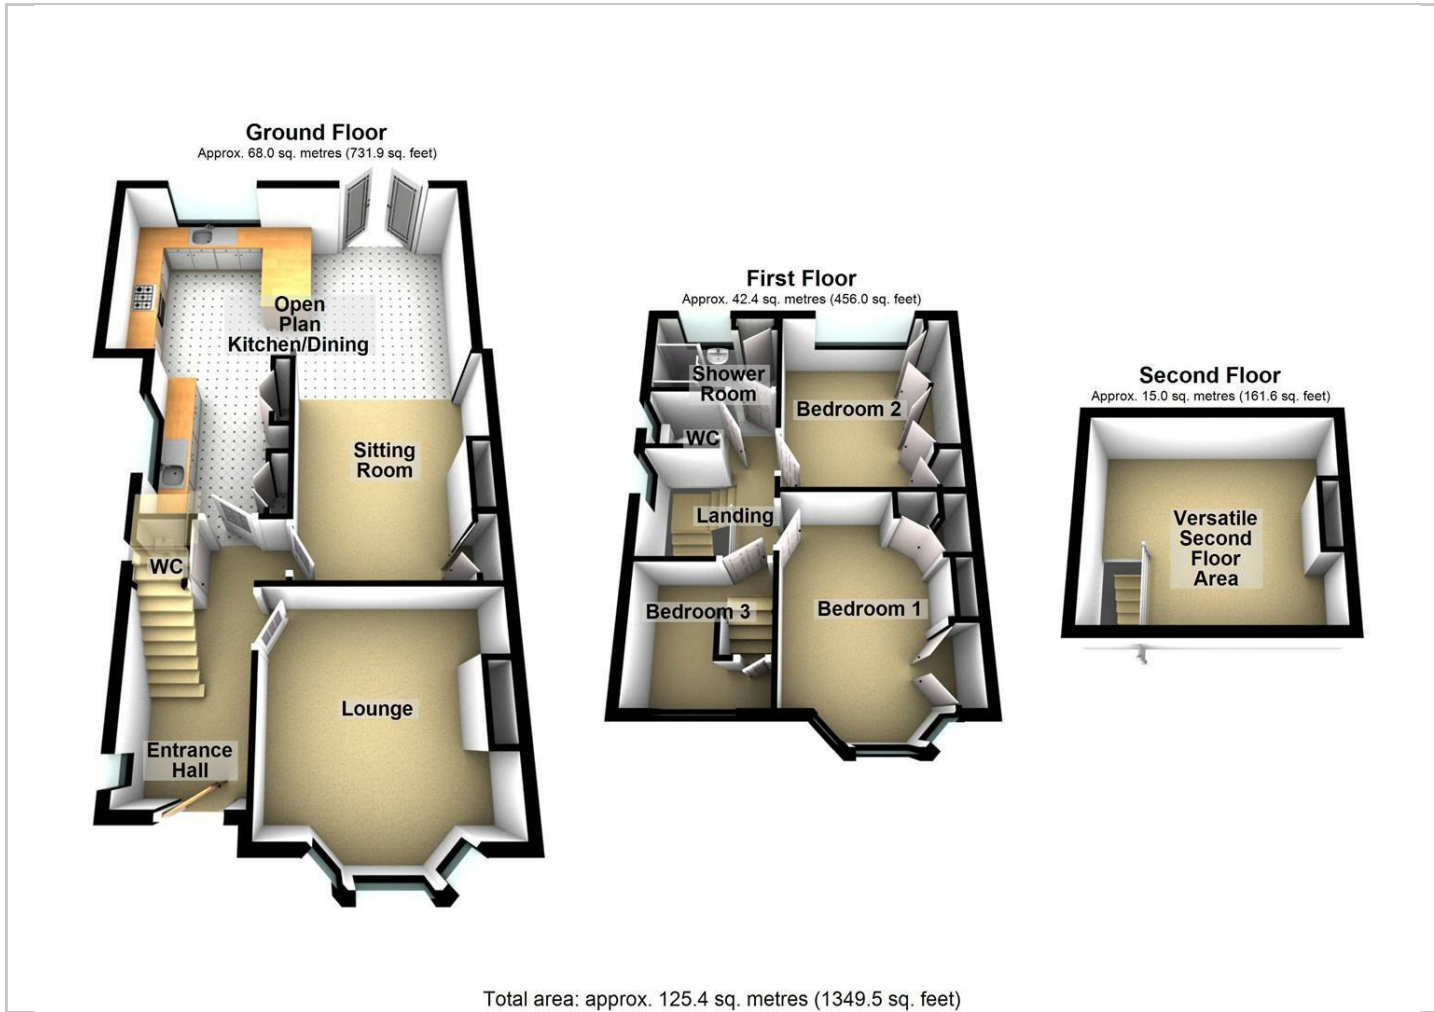 Ground Floor
Approx. 68.0 sq. metres (731.9 sq. feet)
Open
Plan
Kitchen/Dining
Sitting
Room
WC
Lounge
Entrance
Hall
First Floor
Approx. 42.4 sq. metres (456.0 sq. feet)
Shower
Room
Bedroom 2
WC
Landing
Bedroom 3
Bedroom 1
Second Floor
Approx. 15.0 sq. metres (161.6 sq. feet)
Versatile
Second
Floor
Area
Total area: approx. 125.4 sq. metres (1349.5 sq. feet)